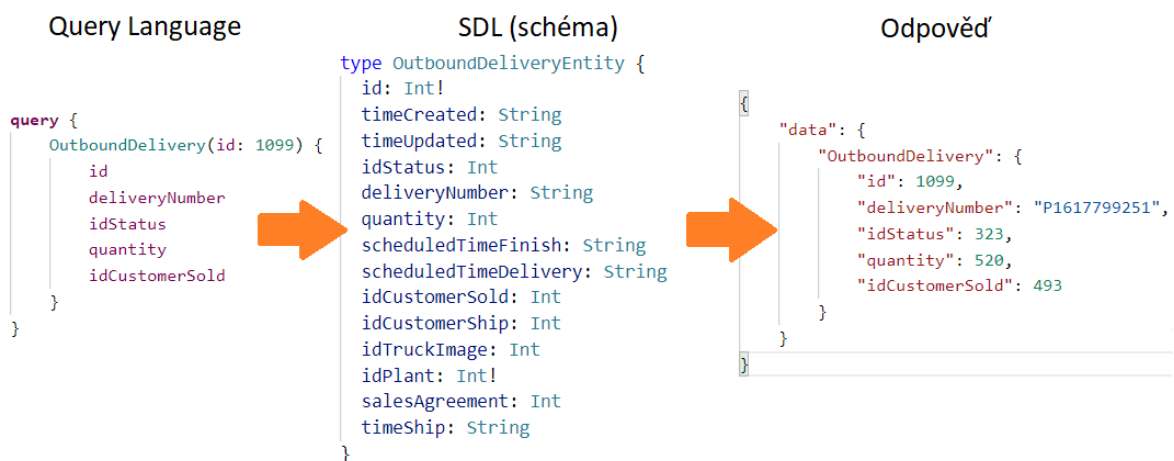 Query Language
query {
OutboundDelivery(id: 1099) {
id
deliveryNumber
idStatus
quantity
idCustomerSold
}
}
SDL (schéma)
type OutboundDeliveryEntity {
id: Int!
timeCreated: String
timeUpdated: String
idStatus: Int
deliveryNumber: String
quantity: Int
scheduledTimeFinish: String
scheduledTimeDelivery: String
idCustomerSold: Int
idCustomerShip: Int
idTruckImage: Int
idPlant: Int!
salesAgreement: Int
timeShip: String
}
Odpověď
{
"data": {
"OutboundDelivery": {
"id": 1099,
"deliveryNumber": "P1617799251",
"idStatus": 323,
"quantity": 520,
"idCustomerSold": 493
}
}
}